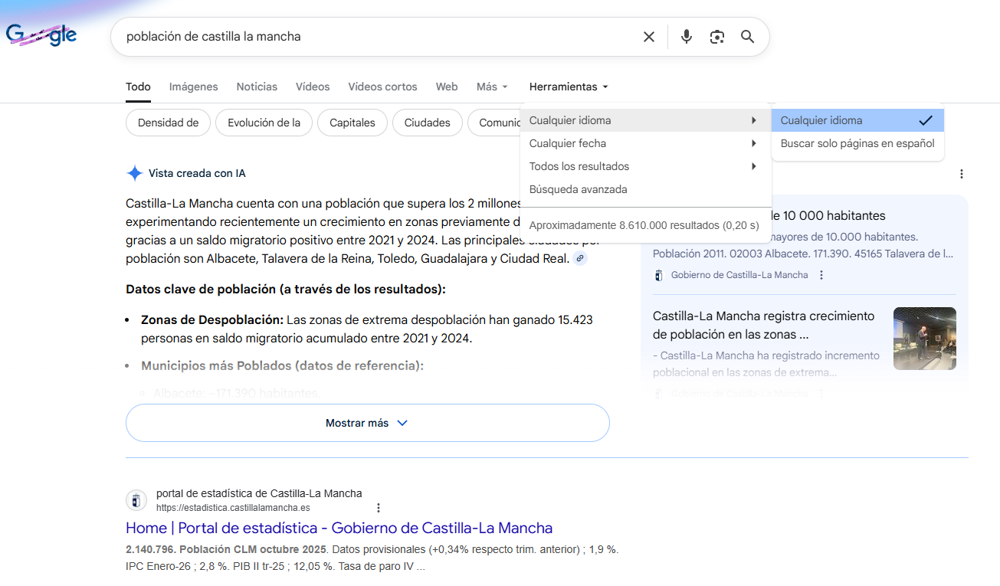 Google
población de castilla la mancha
Todo
Imágenes
Noticias
Vídeos
Vídeos cortos
Web
Más
Herramientas
Densidad de
Evolución de la
Capitales
Ciudades
Cualquier idioma
Cualquier fecha
Todos los resultados
Búsqueda avanzada
Aproximadamente 8.610.000 resultados (0,20 s)
Cualquier idioma
Buscar solo páginas en español
Vista creada con IA
Castilla-La Mancha cuenta con una población que supera los 2 millones
experimentando recientemente un crecimiento en zonas previamente
gracias a un saldo migratorio positivo entre 2021 y 2024. Las principales ciudades por
población son Albacete, Talavera de la Reina, Toledo, Guadalajara y Ciudad Real.
Datos clave de población (a través de los resultados):
Zonas de Despoblación: Las zonas de extrema despoblación han ganado 15.423
personas en saldo migratorio acumulado entre 2021 y 2024.
Municipios más Poblados (datos de referencia):
Albacete: ~171.390 habitantes.
Mostrar más
de 10 000 habitantes
mayores de 10.000 habitantes.
Población 2011. 02003 Albacete. 171.390. 45165 Talavera de l...
Gobierno de Castilla-La Mancha
Castilla-La Mancha registra crecimiento
de población en las zonas ...
- Castilla-La Mancha ha registrado incremento
poblacional en las zonas de extrema...
Gobierno de Castilla-La Mancha
portal de estadística de Castilla-La Mancha
https://estadistica.castillalamancha.es
Home | Portal de estadística - Gobierno de Castilla-La Mancha
2.140.796. Población CLM octubre 2025. Datos provisionales (+0,34% respecto trim. anterior) ; 1,9 %.
IPC Enero-26 ; 2,8 %. PIB II tr-25 ; 12,05 %. Tasa de paro IV ...